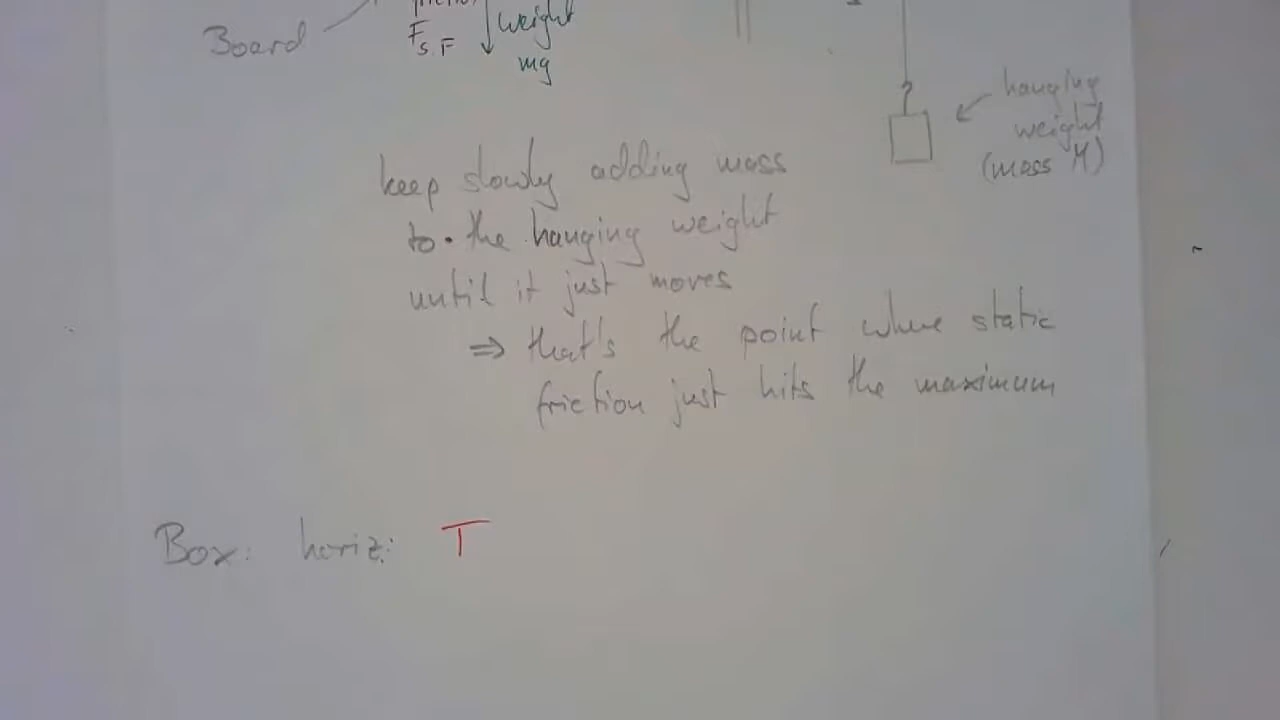 Board
F s.F
weight
mg
hanging
weight
(mass M)
keep slowly adding mass
to the hanging weight
until it just moves
⇒ that's the point where static
friction just hits the maximum
Box: horiz: T